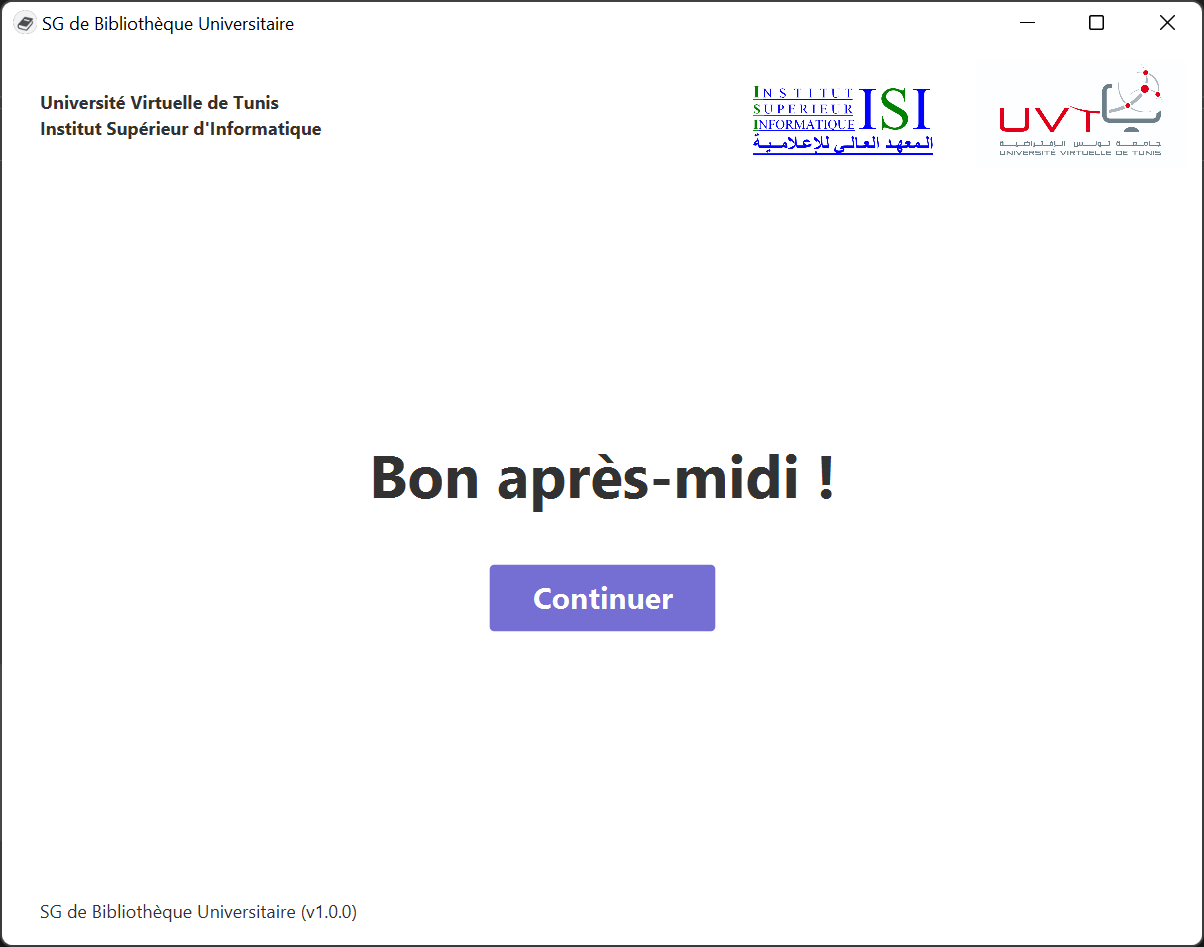 SG de Bibliothèque Universitaire
Université Virtuelle de Tunis
Institut Supérieur d'Informatique
INSTITUT
SUPERIEUR
INFORMATIQUE
ISI
المعهد العالي للإعلامية
UVT
جامعة تونس الإفتراضية
UNIVERSITÉ VIRTUELLE DE TUNIS
Bon après-midi !
Continuer
SG de Bibliothèque Universitaire (v1.0.0)